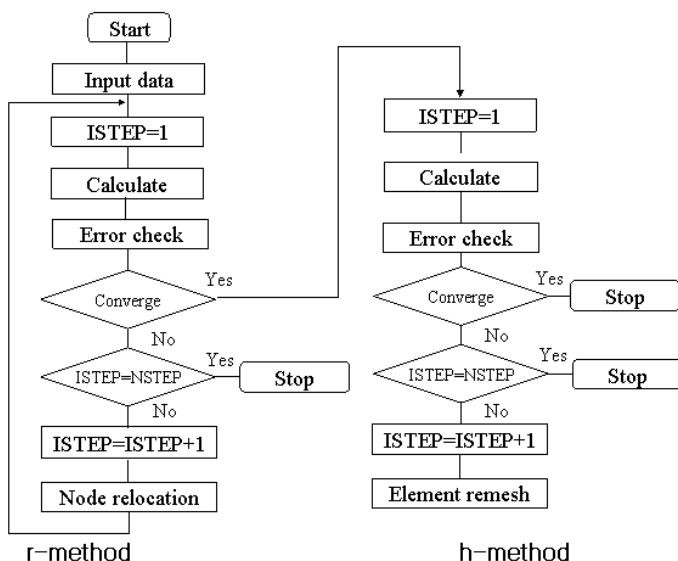 Start
Input data
ISTEP=1
Calculate
Error check
Converge
Yes
No
ISTEP=NSTEP
Yes
Stop
No
ISTEP=ISTEP+1
Node relocation
r-method
ISTEP=1
Calculate
Error check
Converge
Yes
Stop
No
ISTEP=NSTEP
Yes
Stop
No
ISTEP=ISTEP+1
Element remesh
h-method